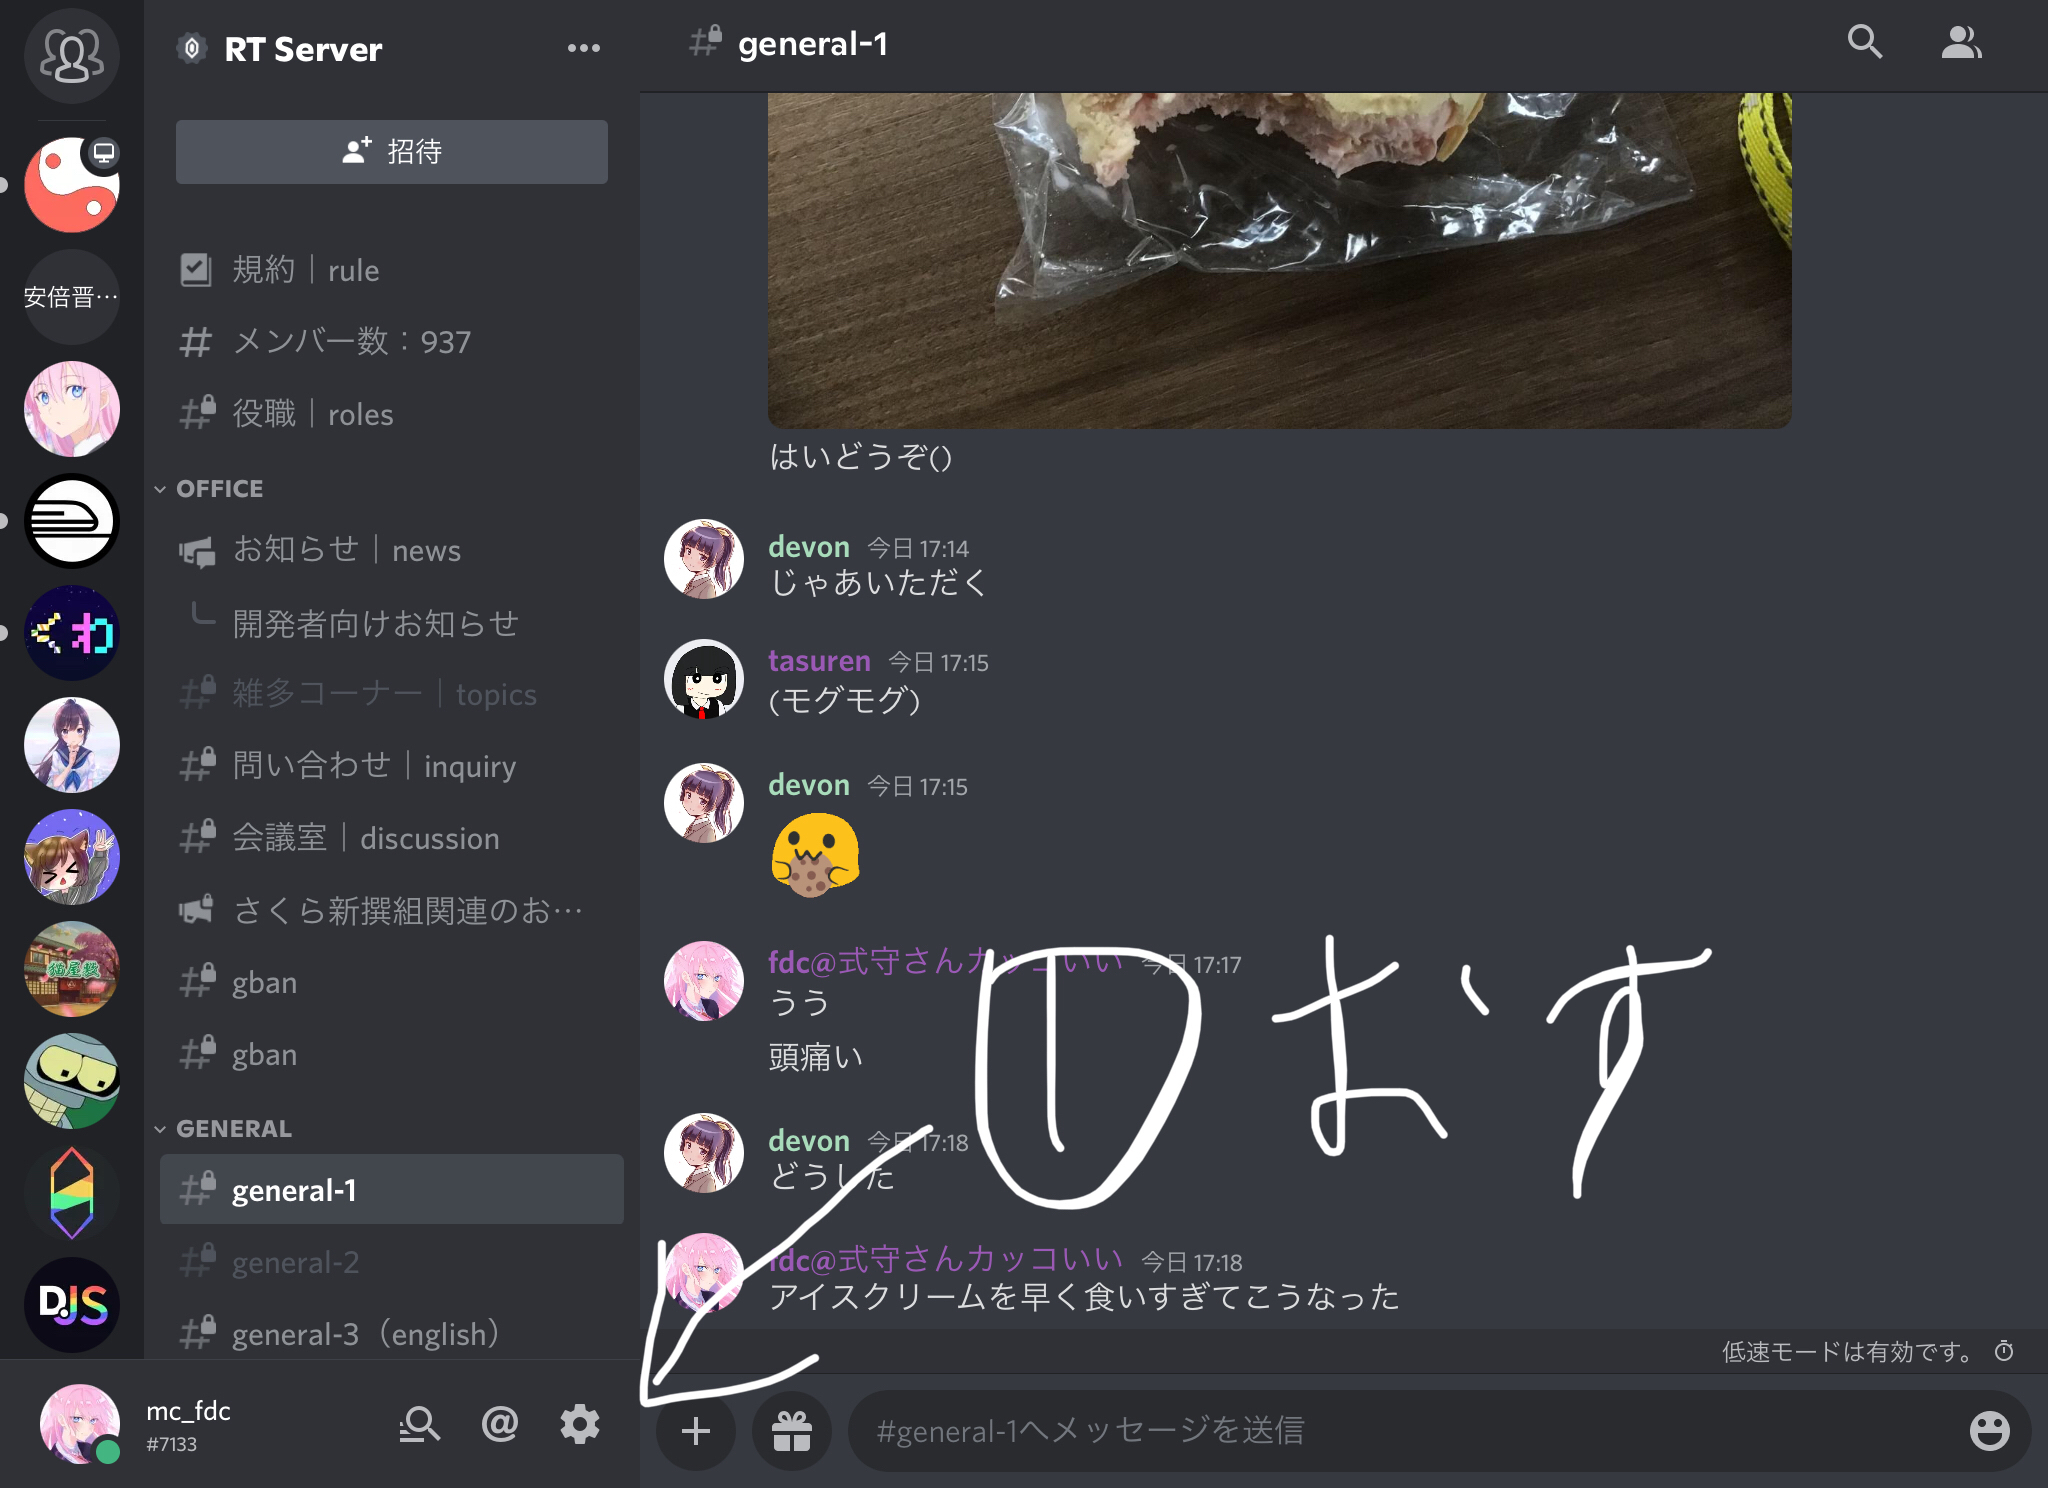 RT Server
招待
規約｜rule
メンバー数：937
役職｜roles
OFFICE
お知らせ｜news
開発者向けお知らせ
雑多コーナー｜topics
問い合わせ｜inquiry
会議室｜discussion
さくら新撰組関連のお…
gban
gban
GENERAL
general-1
general-2
general-3（english）
安倍晋…
くわ
猫屋敷
DJS
mc_fdc
#7133
general-1
はいどうぞ()
devon 今日 17:14
じゃあいただく
tasuren 今日 17:15
(モグモグ)
devon 今日 17:15
fdc@式守さんカッコいい 今日 17:17
うう
頭痛い
devon 今日 17:18
どうした
fdc@式守さんカッコいい 今日 17:18
アイスクリームを早く食いすぎてこうなった
①おす
低速モードは有効です。
#general-1へメッセージを送信